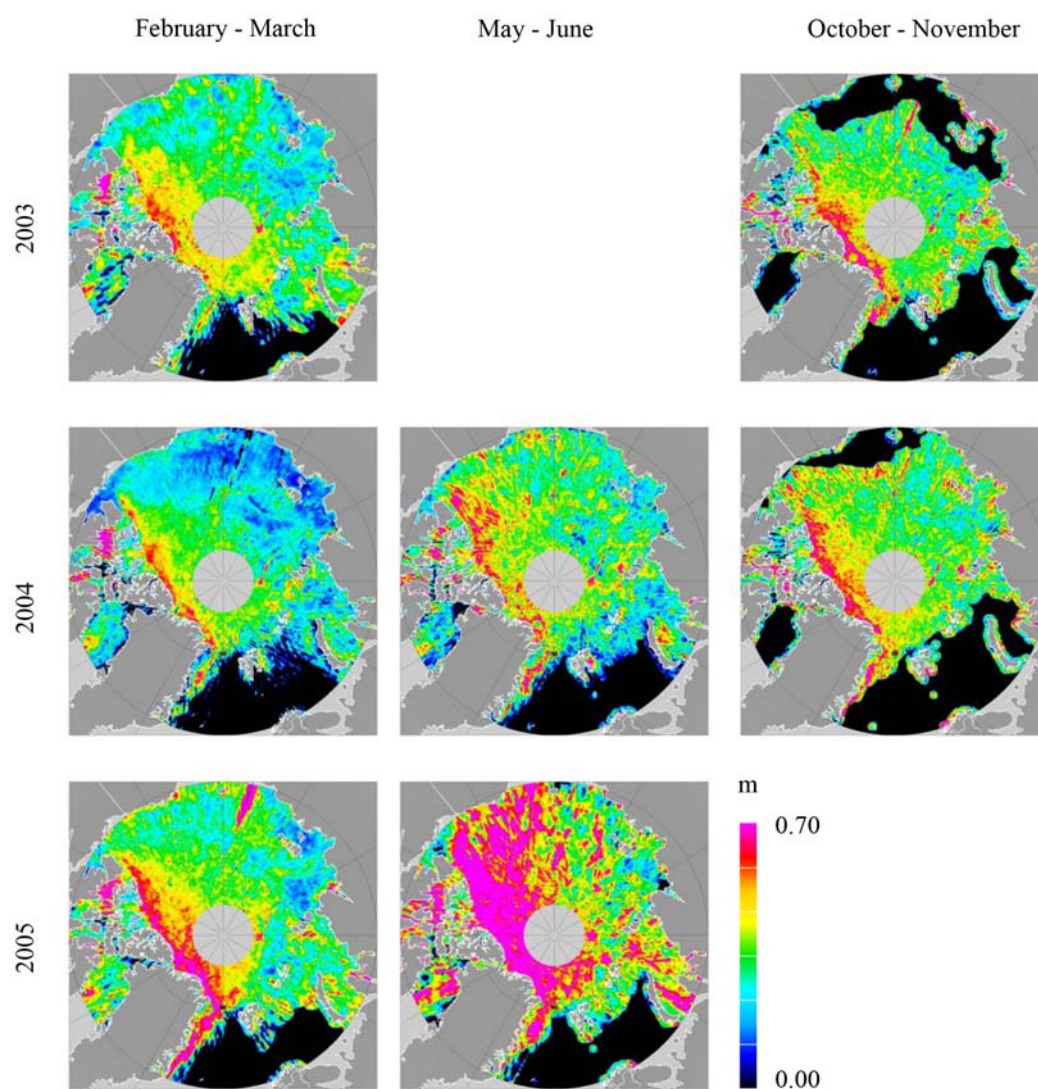 February - March
May - June
October - November
2003
2004
2005
m
0.70
0.00